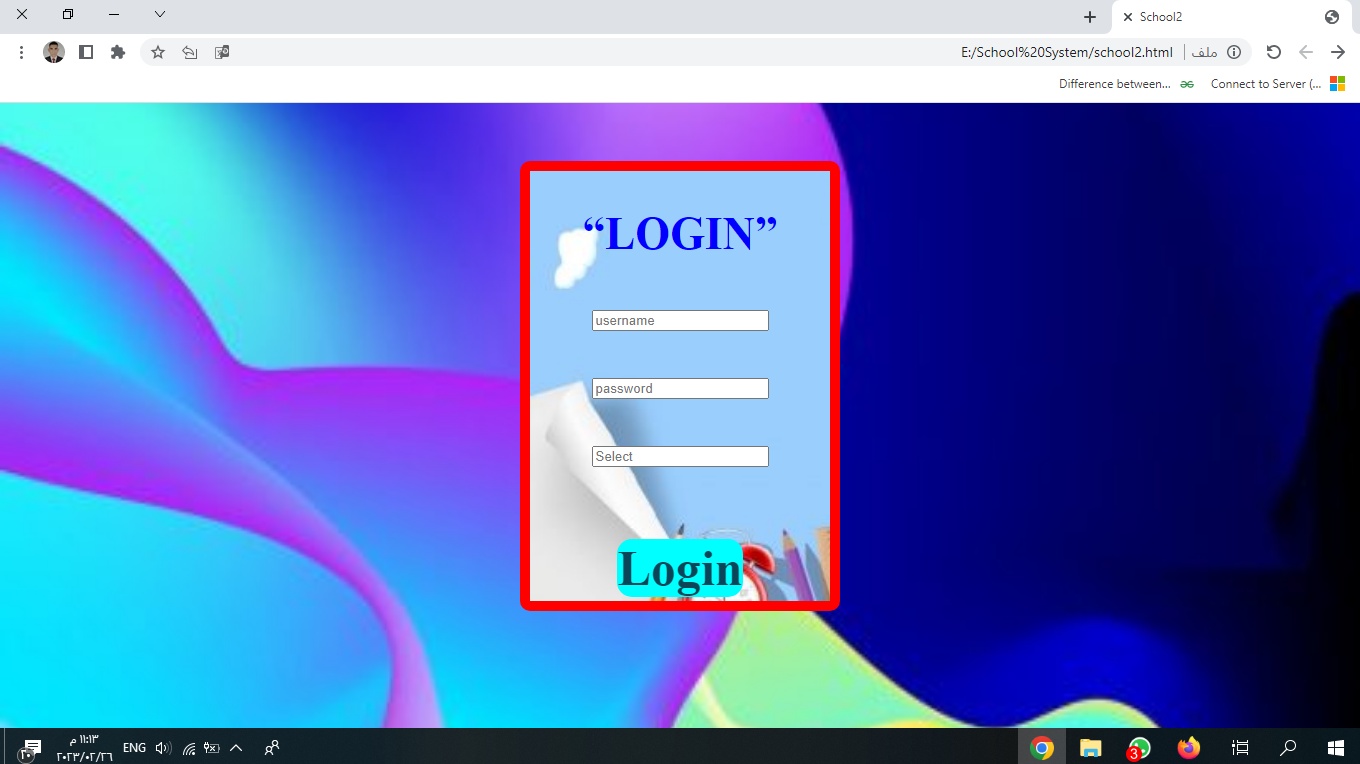 School2
E:/School%20System/school2.html
ملف
Difference between...
Connect to Server (...
“LOGIN”
username
password
Select
Login
١١:١٣ م
ENG
٢٠٢٣/٠٢/٢٦
٢٠
3